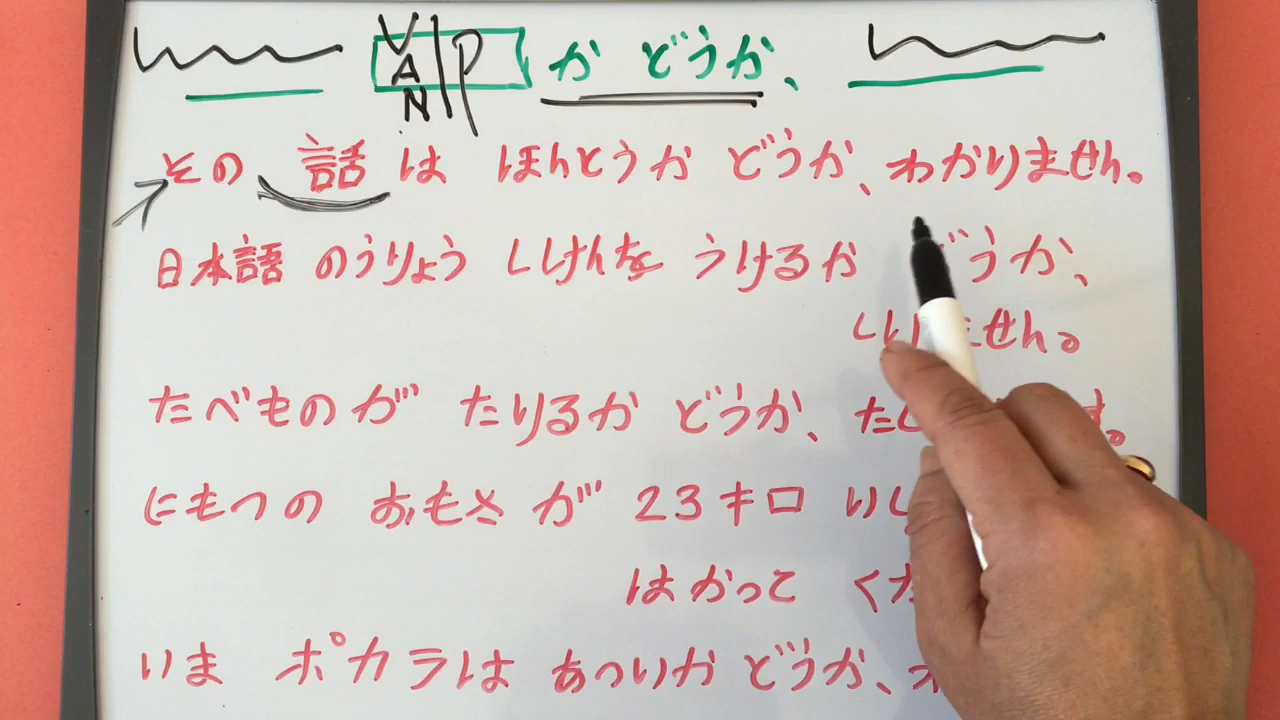 V A N P か どうか、
その 話 は ほんとうか どうか、わかりません。
日本語 のうりょう ししけんを うけるか どうか、
しりません。
たべものが たりるか どうか、
にもつの おもさが 23キロ
はかって
いま ポカラは あついか どうか、